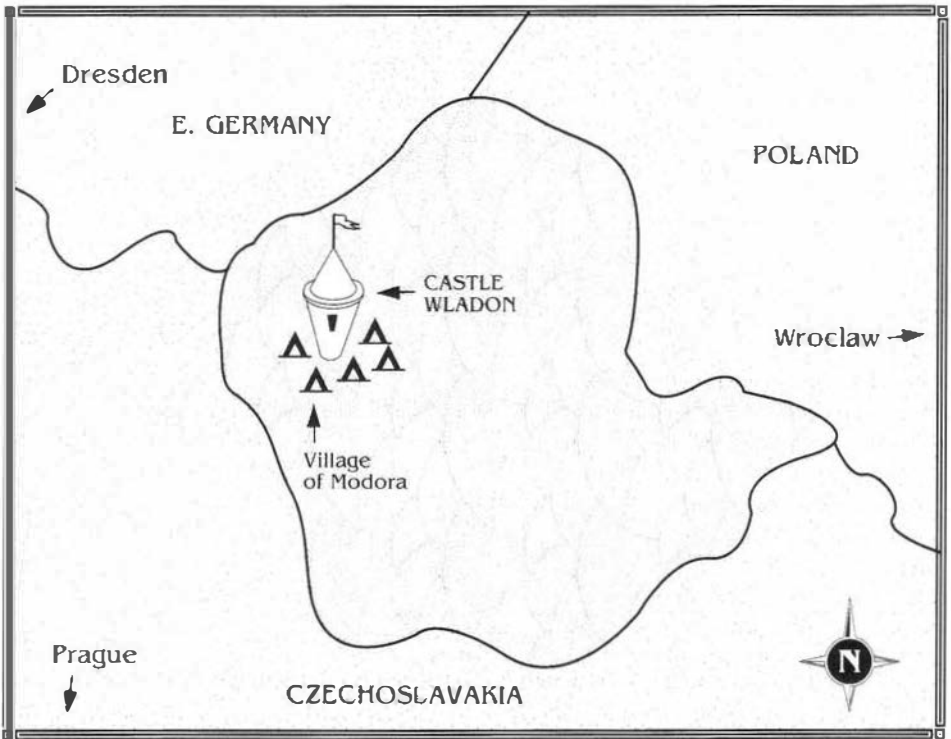 Dresden
E. GERMANY
POLAND
CASTLE
WLADON
Wroclaw
Village
of Modora
Prague
CZECHOSLAVAKIA
N